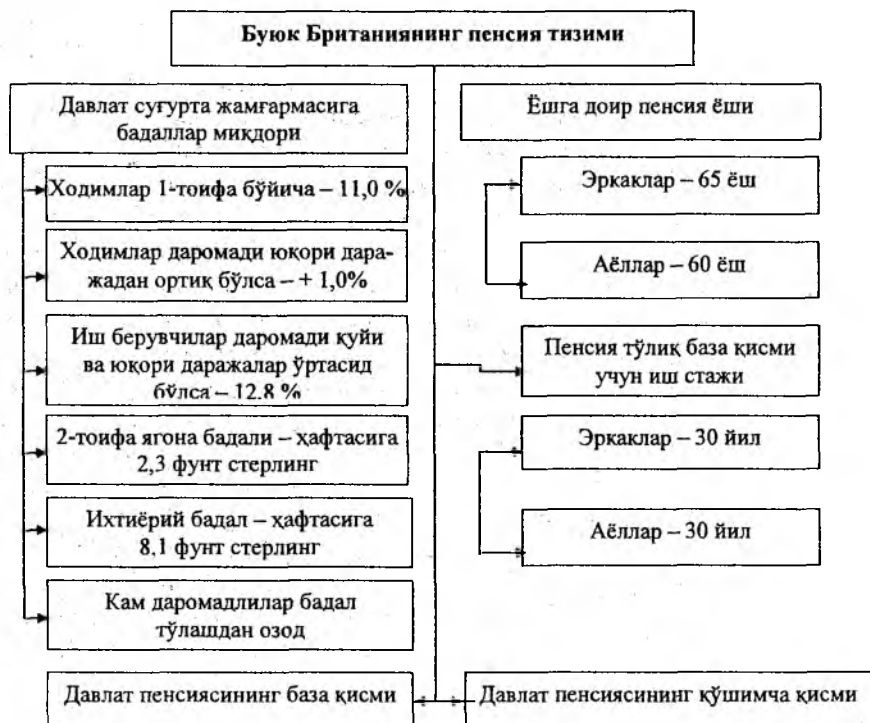 Буюк Британиянинг пенсия тизими
Давлат суғурта жамғармасига
бадаллар миқдори
Ходимлар 1-тоифа бўйича – 11,0 %
Ходимлар даромади юқори дара-
жадан ортиқ бўлса – + 1,0%
Иш берувчилар даромади қуйи
ва юқори даражалар ўртасид
бўлса – 12,8 %
2-тоифа ягона бадали – ҳафтасига
2,3 фунт стерлинг
Ихтиёрий бадал – ҳафтасига
8,1 фунт стерлинг
Кам даромадлилар бадал
тўлашдан озод
Ёшга доир пенсия ёши
Эркаклар – 65 ёш
Аёллар – 60 ёш
Пенсия тўлиқ база қисми
учун иш стажи
Эркаклар – 30 йил
Аёллар – 30 йил
Давлат пенсиясининг база қисми
Давлат пенсиясининг қўшимча қисми